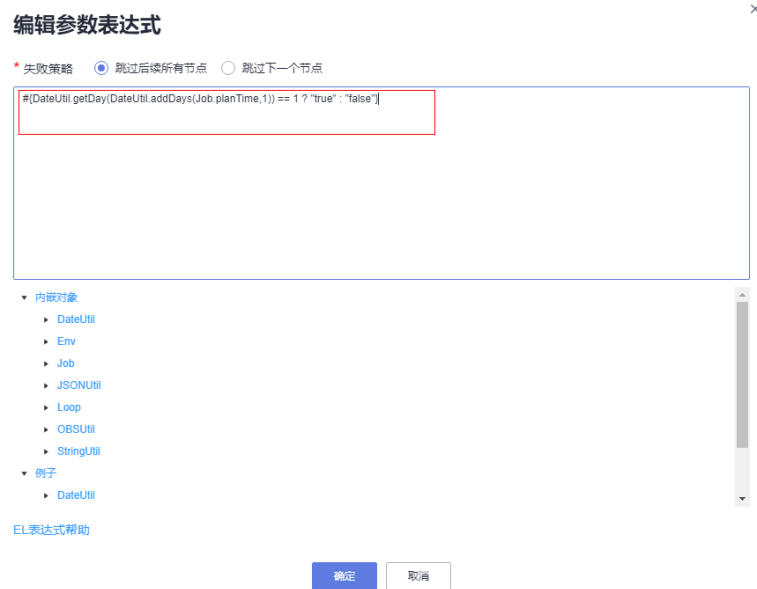 编辑参数表达式
* 失败策略 跳过后续所有节点 跳过下一个节点
#{DateUtil.getDay(DateUtil.addDays(Job.planTime,1)) == 1 ? "true" : "false"}
内嵌对象
DateUtil
Env
Job
JSONUtil
Loop
OBSUtil
StringUtil
例子
DateUtil
EL表达式帮助
确定 取消